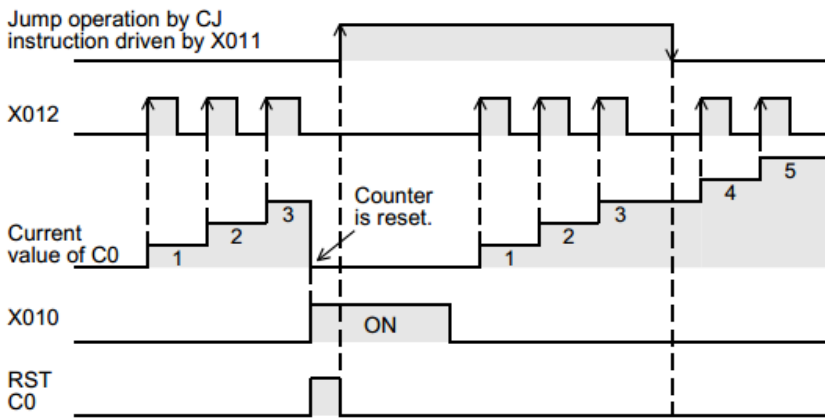 Jump operation by CJ
instruction driven by X011
X012
Counter
is reset.
Current
value of C0
1
2
3
1
2
3
4
5
X010
ON
RST
C0